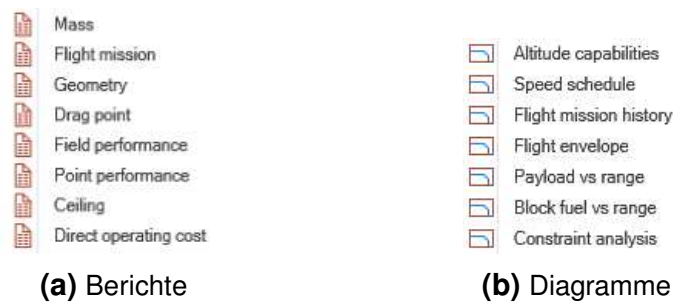 Mass
Flight mission
Geometry
Drag point
Field performance
Point performance
Ceiling
Direct operating cost
(a) Berichte
Altitude capabilities
Speed schedule
Flight mission history
Flight envelope
Payload vs range
Block fuel vs range
Constraint analysis
(b) Diagramme